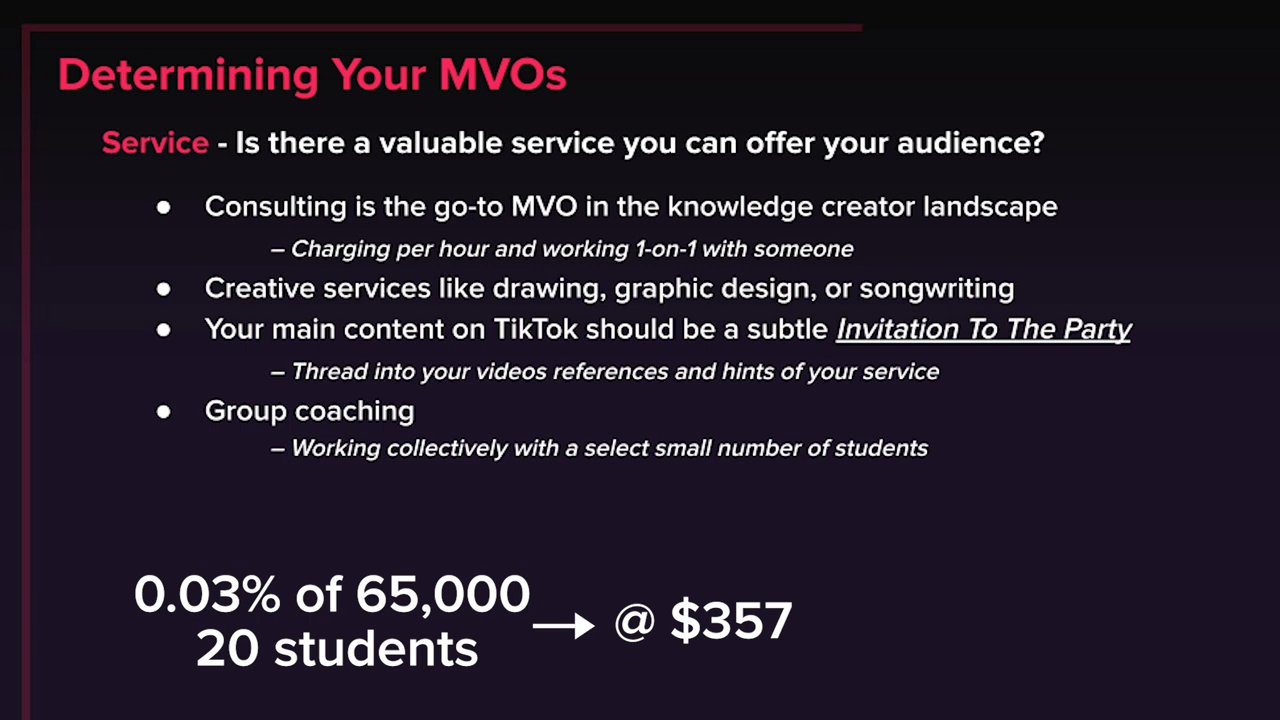 Determining Your MVOs
Service - Is there a valuable service you can offer your audience?
● Consulting is the go-to MVO in the knowledge creator landscape
– Charging per hour and working 1-on-1 with someone
● Creative services like drawing, graphic design, or songwriting
● Your main content on TikTok should be a subtle Invitation To The Party
– Thread into your videos references and hints of your service
● Group coaching
– Working collectively with a select small number of students
0.03% of 65,000
20 students
→ @ $357